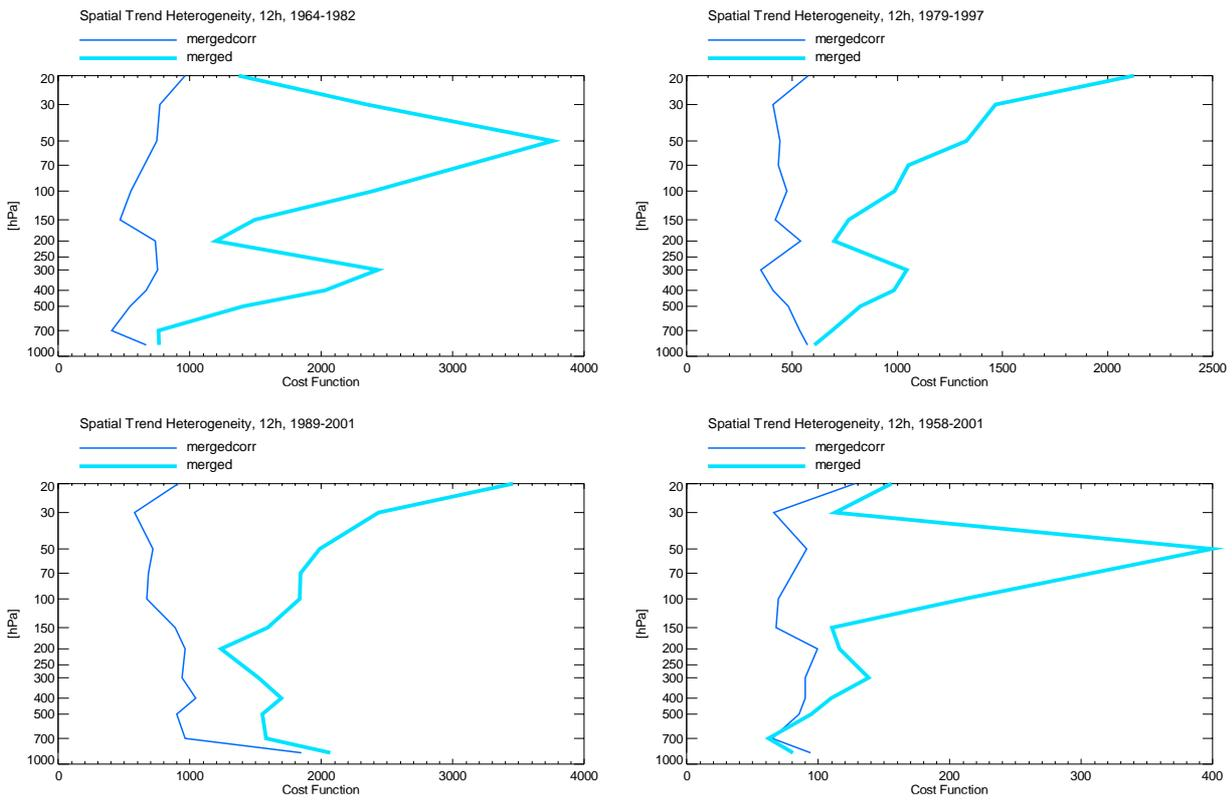 Spatial Trend Heterogeneity, 12h, 1964-1982
mergedcorr
merged
20
30
50
70
100
150
200
250
300
400
500
700
1000
[hPa]
0 1000 2000 3000 4000
Cost Function
Spatial Trend Heterogeneity, 12h, 1979-1997
mergedcorr
merged
20
30
50
70
100
150
200
250
300
400
500
700
1000
[hPa]
0 500 1000 1500 2000 2500
Cost Function
Spatial Trend Heterogeneity, 12h, 1989-2001
mergedcorr
merged
20
30
50
70
100
150
200
250
300
400
500
700
1000
[hPa]
0 1000 2000 3000 4000
Cost Function
Spatial Trend Heterogeneity, 12h, 1958-2001
mergedcorr
merged
20
30
50
70
100
150
200
250
300
400
500
700
1000
[hPa]
0 100 200 300 400
Cost Function